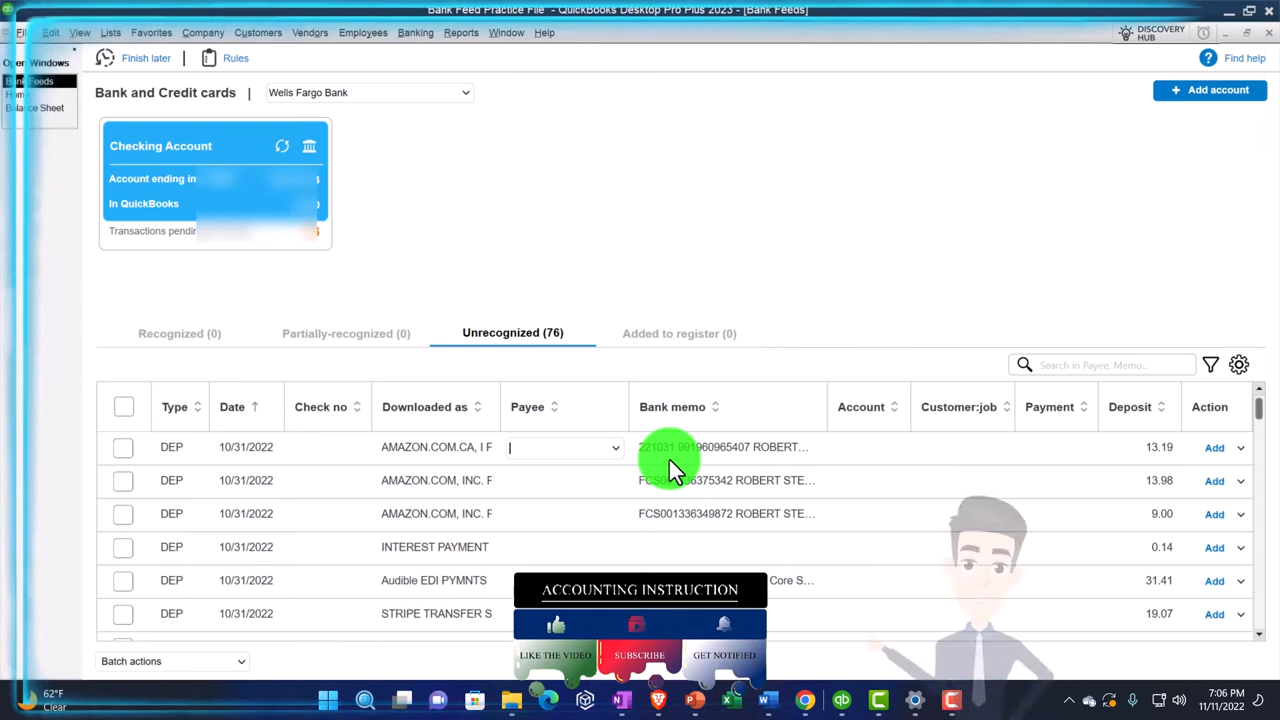 Bank Feed Practice File - QuickBooks Desktop Pro Plus 2023 - [Bank Feeds]
Edit View Lists Favorites Company Customers Vendors Employees Banking Reports Window Help
DISCOVERY HUB
Open Windows
Bank Feeds
Balance Sheet
Finish later | Rules
Find help
Bank and Credit cards | Wells Fargo Bank
+ Add account
Checking Account
Account ending in
In QuickBooks
Transactions
Recognized (0) Partially-recognized (0) Unrecognized (76) Added to register (0)
Search in Payee, Memo...
Type Date Check no Downloaded as Payee Bank memo Account Customer:job Payment Deposit Action
DEP 10/31/2022 AMAZON.COM.CA, I F 221031 991960965407 ROBERT... 13.19 Add
DEP 10/31/2022 AMAZON.COM, INC. F ROBERT STE... 13.98 Add
DEP 10/31/2022 AMAZON.COM, INC. F FCS001336349872 ROBERT STE... 9.00 Add
DEP 10/31/2022 INTEREST PAYMENT 0.14 Add
DEP 10/31/2022 Audible EDI PYMNTS Core S... 31.41 Add
DEP 10/31/2022 STRIPE TRANSFER S 19.07 Add
ACCOUNTING INSTRUCTION
LIKE THE VIDEO SUBSCRIBE GET NOTIFIED
Batch actions
62°F
Clear
7:06 PM
11/11/2022